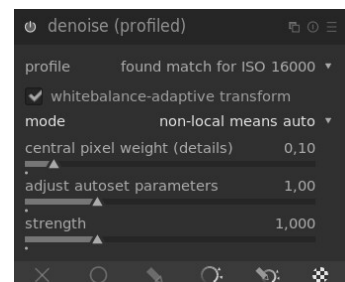 denoise (profiled)
profile found match for ISO 16000
whitebalance-adaptive transform
mode non-local means auto
central pixel weight (details) 0,10
adjust autoset parameters 1,00
strength 1,000